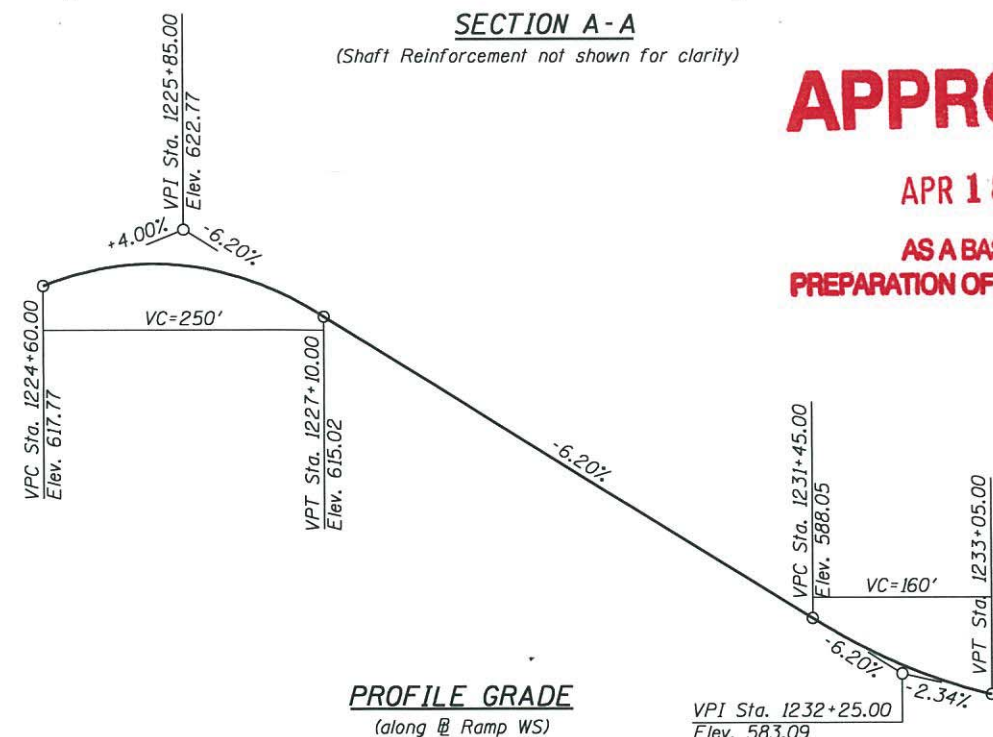 SECTION A-A
(Shaft Reinforcement not shown for clarity)
VPI Sta. 1225+85.00
Elev. 622.77
+4.00%
-6.20%
VC=250'
VPC Sta. 1224+60.00
Elev. 617.77
VPT Sta. 1227+10.00
Elev. 615.02
-6.20%
VPC Sta. 1231+45.00
Elev. 588.05
VC=160'
VPT Sta. 1233+05.00
-6.20%
-2.34%
VPI Sta. 1232+25.00
Elev. 583.09
PROFILE GRADE
(along ⅊ Ramp WS)
APPRO
APR 1
AS A BAS
PREPARATION OF